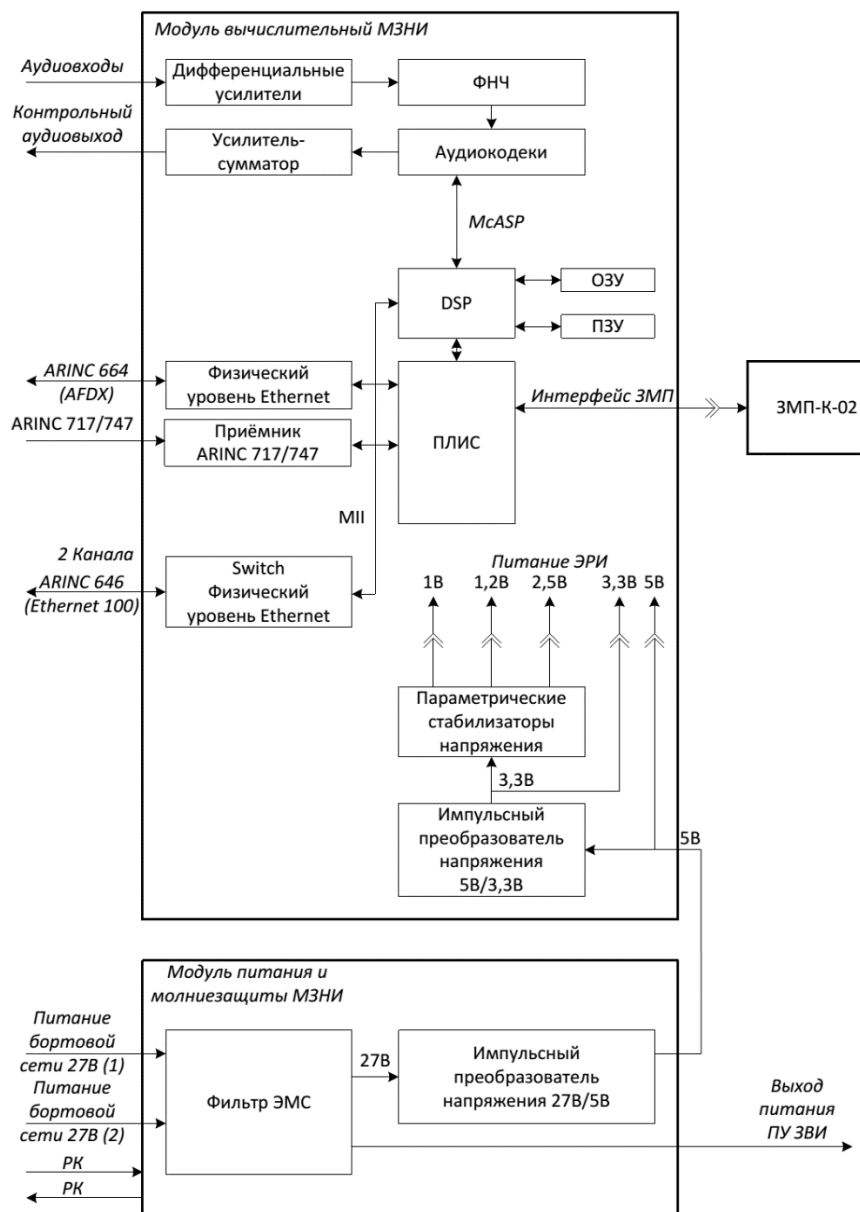 Модуль вычислительный МЗНИ
Аудиовходы
Дифференциальные
усилители
ФНЧ
Контрольный
аудиовыход
Усилитель-
сумматор
Аудиокодеки
McASP
DSP
ОЗУ
ПЗУ
ARINC 664
(AFDX)
Физический
уровень Ethernet
ARINC 717/747
Приёмник
ARINC 717/747
ПЛИС
Интерфейс ЗМП
ЗМП-К-02
MII
2 Канала
ARINC 646
(Ethernet 100)
Switch
Физический
уровень Ethernet
Питание ЭРИ
1В 1,2В 2,5В 3,3В 5В
Параметрические
стабилизаторы
напряжения
3,3В
Импульсный
преобразователь
напряжения
5В/3,3В
5В
Модуль питания и
молниезащиты МЗНИ
Питание
бортовой
сети 27В (1)
Питание
бортовой
сети 27В (2)
РК
РК
Фильтр ЭМС
27В
Импульсный
преобразователь
напряжения 27В/5В
Выход
питания
ПУ ЗВИ